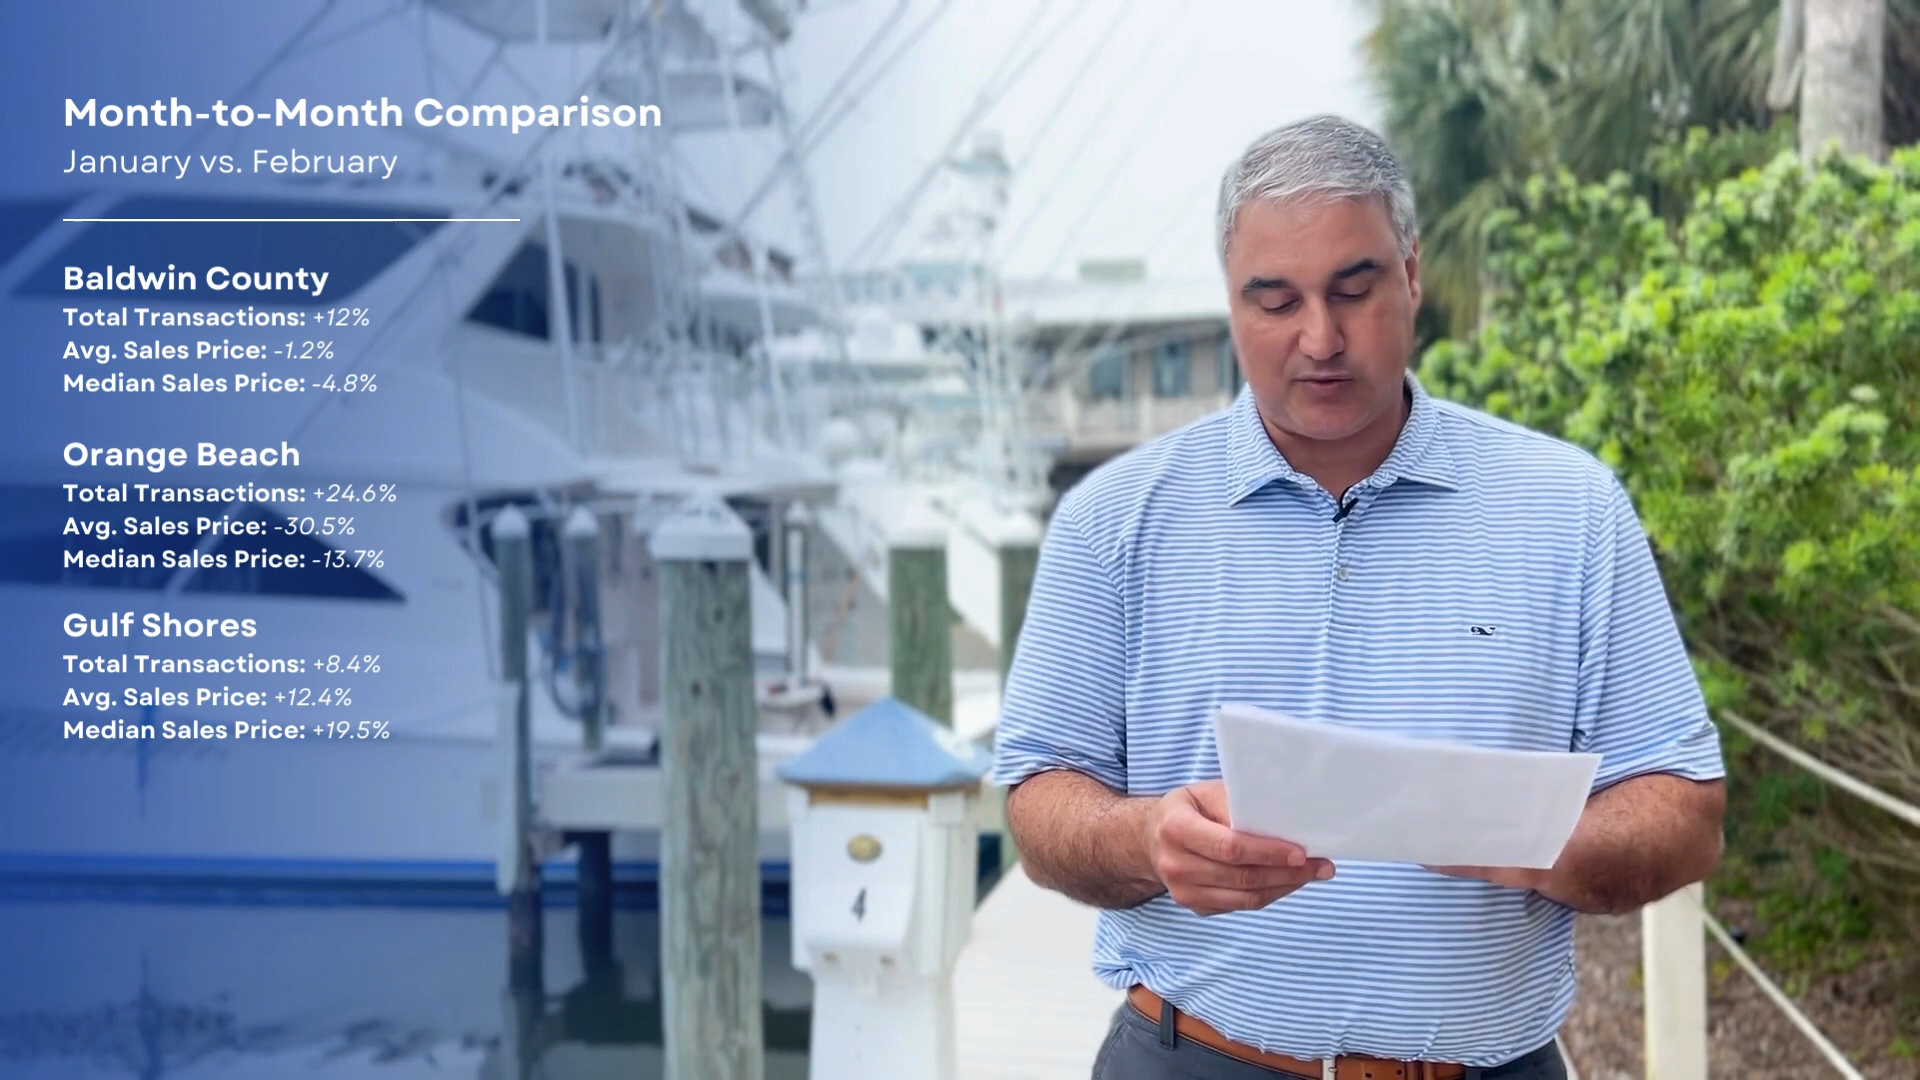 Month-to-Month Comparison
January vs. February
Baldwin County
Total Transactions: +12%
Avg. Sales Price: -1.2%
Median Sales Price: -4.8%
Orange Beach
Total Transactions: +24.6%
Avg. Sales Price: -30.5%
Median Sales Price: -13.7%
Gulf Shores
Total Transactions: +8.4%
Avg. Sales Price: +12.4%
Median Sales Price: +19.5%
4